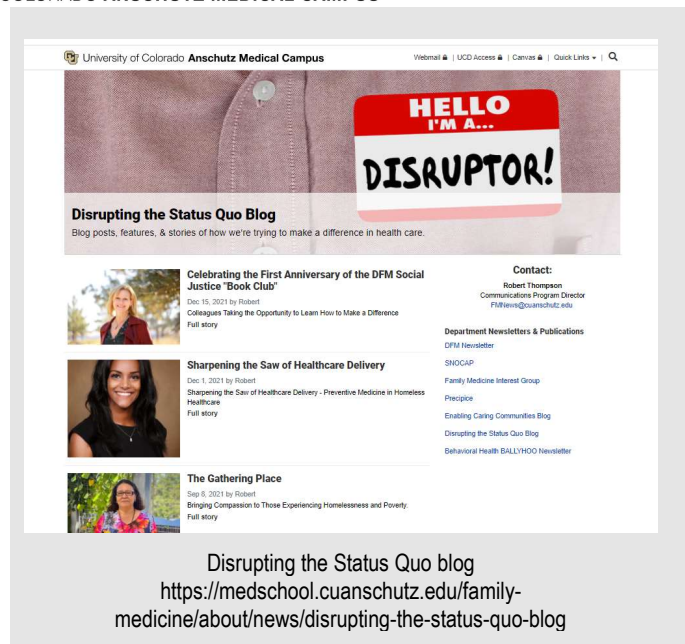 University of Colorado Anschutz Medical Campus
Webmail | UCD Access | Canvas | Quick Links |
HELLO
I'M A...
DISRUPTOR!
Disrupting the Status Quo Blog
Blog posts, features, & stories of how we're trying to make a difference in health care.
Celebrating the First Anniversary of the DFM Social
Justice "Book Club"
Dec 15, 2021 by Robert
Colleagues Taking the Opportunity to Learn How to Make a Difference
Full story
Sharpening the Saw of Healthcare Delivery
Dec 1, 2021 by Robert
Sharpening the Saw of Healthcare Delivery - Preventive Medicine in Homeless
Healthcare
Full story
The Gathering Place
Sep 8, 2021 by Robert
Bringing Compassion to Those Experiencing Homelessness and Poverty.
Full story
Contact:
Robert Thompson
Communications Program Director
FMNews@cuanschutz.edu
Department Newsletters & Publications
DFM Newsletter
SNOCAP
Family Medicine Interest Group
Precipice
Enabling Caring Communities Blog
Disrupting the Status Quo Blog
Behavioral Health BALLYHOO Newsletter
Disrupting the Status Quo blog
https://medschool.cuanschutz.edu/family-
medicine/about/news/disrupting-the-status-quo-blog